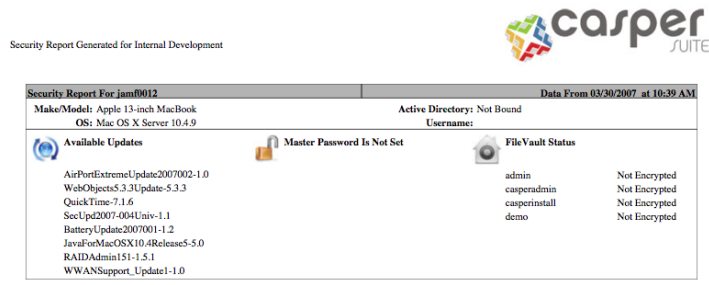 casper
SUITE
Security Report Generated for Internal Development
Security Report For jamf0012 Data From 03/30/2007 at 10:39 AM
Make/Model: Apple 13-inch MacBook Active Directory: Not Bound
OS: Mac OS X Server 10.4.9 Username:
Available Updates Master Password Is Not Set FileVault Status
AirPortExtremeUpdate2007002-1.0 admin Not Encrypted
WebObjects5.3.3Update-5.3.3 casperadmin Not Encrypted
QuickTime-7.1.6 casperinstall Not Encrypted
SecUpd2007-004Univ-1.1 demo Not Encrypted
BatteryUpdate2007001-1.2
JavaForMacOSX10.4Release5-5.0
RAIDAdmin151-1.5.1
WWANSupport_Update1-1.0